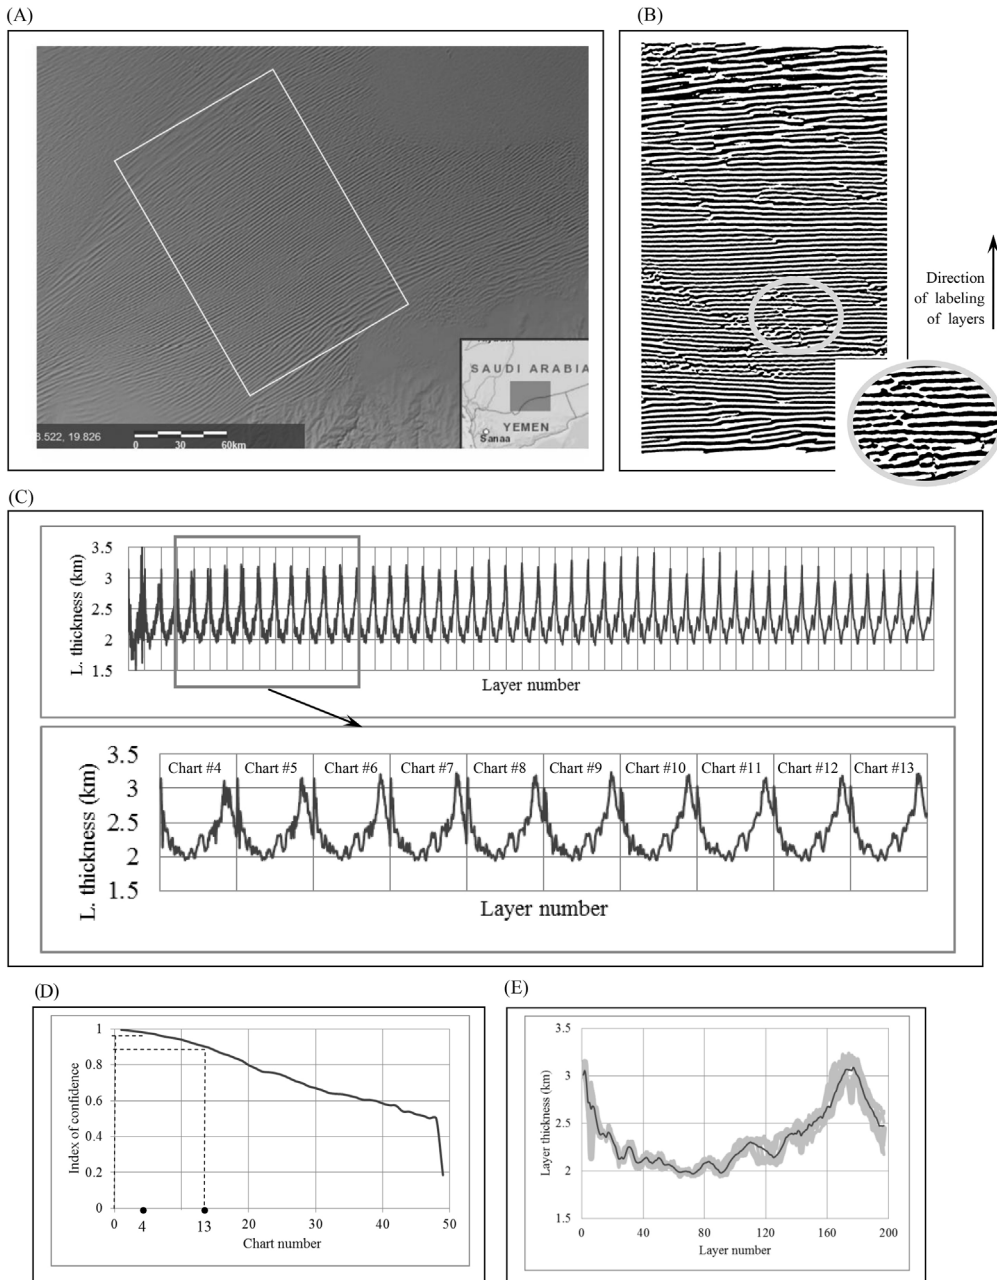 (A)
SAUDI ARABIA
YEMEN
Sanaa
8.522, 19.826
0 30 60km
(B)
Direction
of labeling
of layers
(C)
L. thickness (km)
3.5
3
2.5
2
1.5
Layer number
L. thickness (km)
3.5
3
2.5
2
1.5
Chart #4 Chart #5 Chart #6 Chart #7 Chart #8 Chart #9 Chart #10 Chart #11 Chart #12 Chart #13
Layer number
(D)
Index of confidence
1
0.8
0.6
0.4
0.2
0
0 4 13 20 30 40 50
Chart number
(E)
Layer thickness (km)
3.5
3
2.5
2
1.5
0 40 80 120 160 200
Layer number